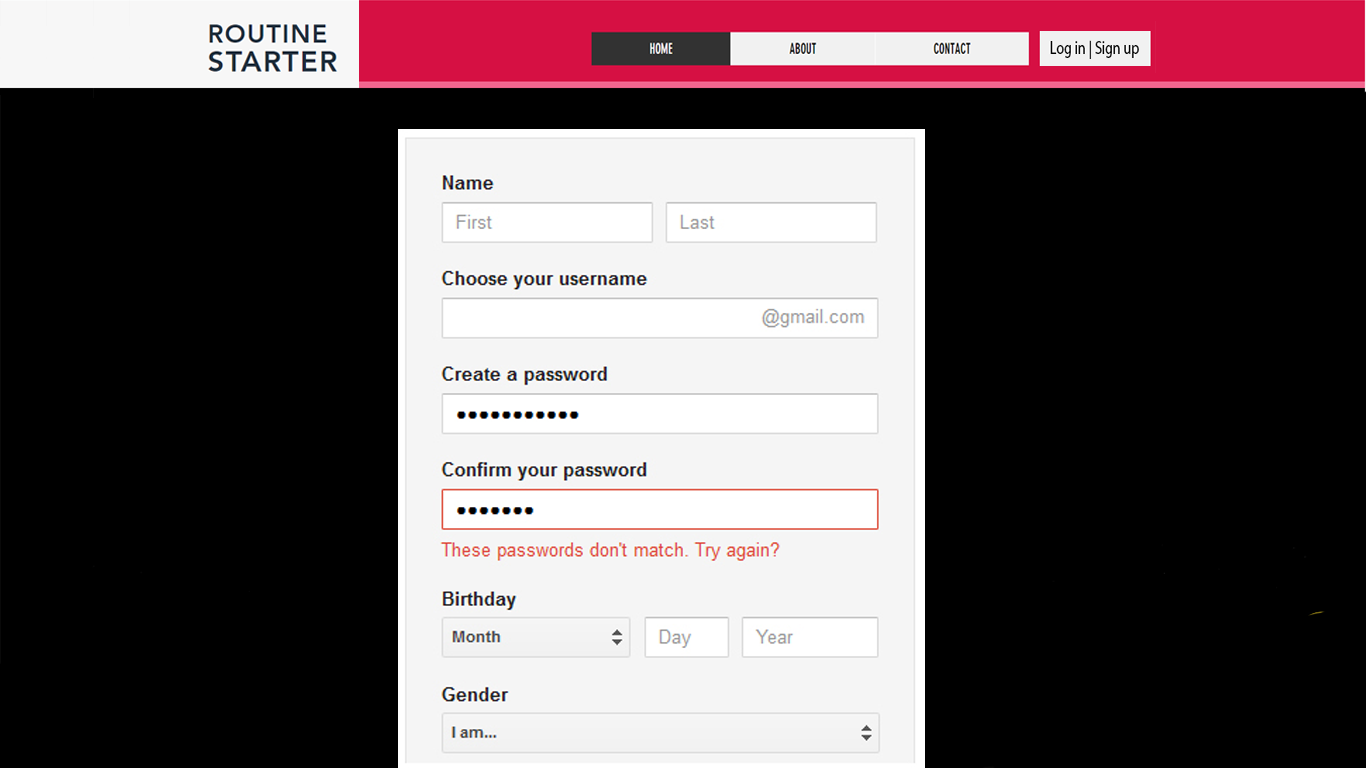 ROUTINE
STARTER
HOME ABOUT CONTACT Log in | Sign up
Name
First Last
Choose your username
@gmail.com
Create a password
•••••••••••
Confirm your password
•••••••
These passwords don't match. Try again?
Birthday
Month Day Year
Gender
I am...